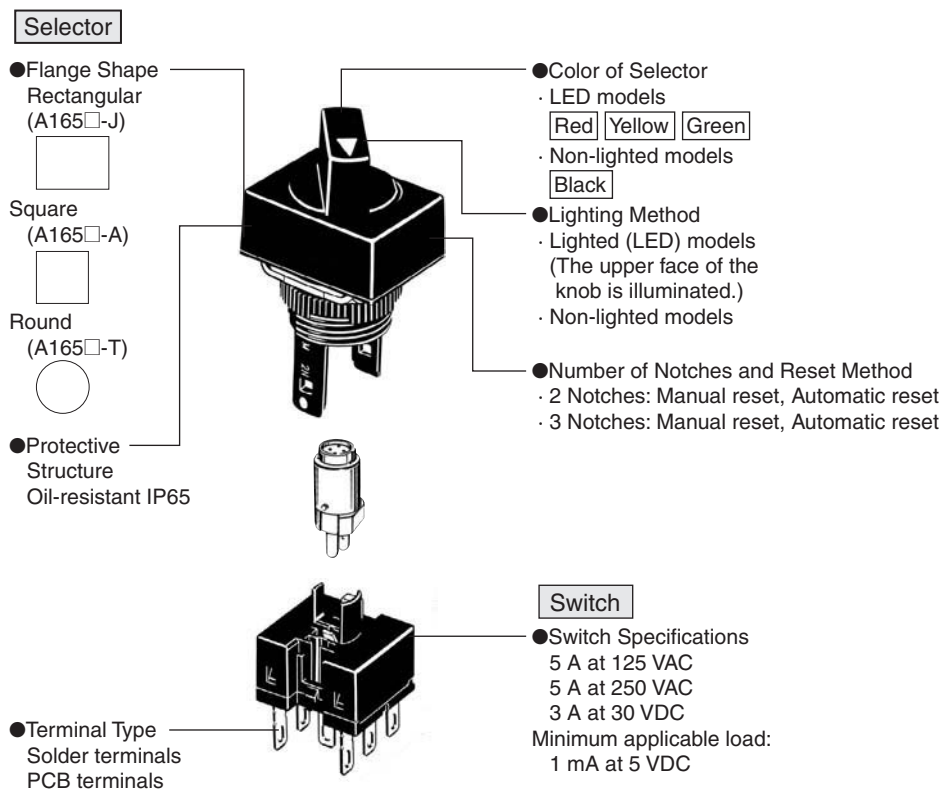 Selector
●Flange Shape
Rectangular
(A165□-J)
Square
(A165□-A)
Round
(A165□-T)
●Protective
Structure
Oil-resistant IP65
●Color of Selector
· LED models
Red Yellow Green
· Non-lighted models
Black
●Lighting Method
· Lighted (LED) models
(The upper face of the
knob is illuminated.)
· Non-lighted models
●Number of Notches and Reset Method
· 2 Notches: Manual reset, Automatic reset
· 3 Notches: Manual reset, Automatic reset
Switch
●Switch Specifications
5 A at 125 VAC
5 A at 250 VAC
3 A at 30 VDC
Minimum applicable load:
1 mA at 5 VDC
●Terminal Type
Solder terminals
PCB terminals